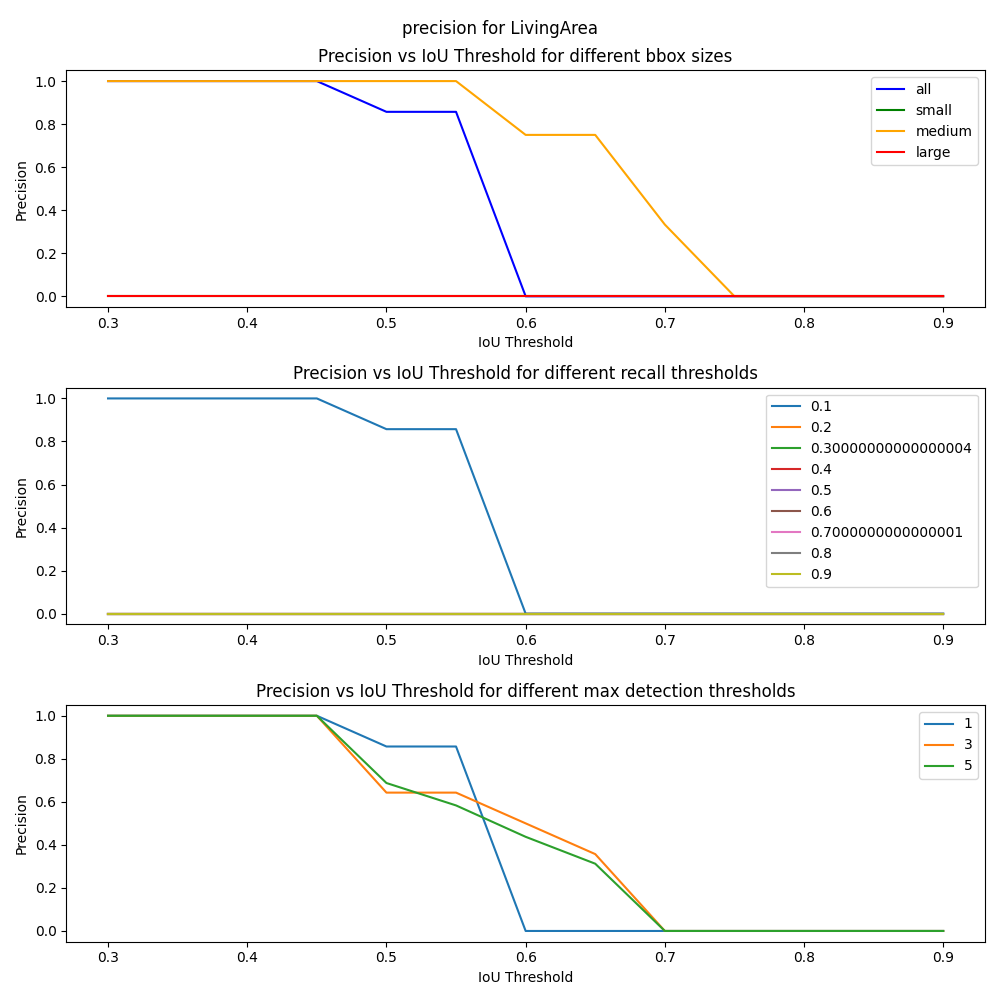 precision for LivingArea
Precision vs IoU Threshold for different bbox sizes
1.0
0.8
0.6
0.4
0.2
0.0
Precision
all
small
medium
large
0.3 0.4 0.5 0.6 0.7 0.8 0.9
IoU Threshold
Precision vs IoU Threshold for different recall thresholds
1.0
0.8
0.6
0.4
0.2
0.0
Precision
0.1
0.2
0.30000000000000004
0.4
0.5
0.6
0.7000000000000001
0.8
0.9
0.3 0.4 0.5 0.6 0.7 0.8 0.9
IoU Threshold
Precision vs IoU Threshold for different max detection thresholds
1.0
0.8
0.6
0.4
0.2
0.0
Precision
1
3
5
0.3 0.4 0.5 0.6 0.7 0.8 0.9
IoU Threshold